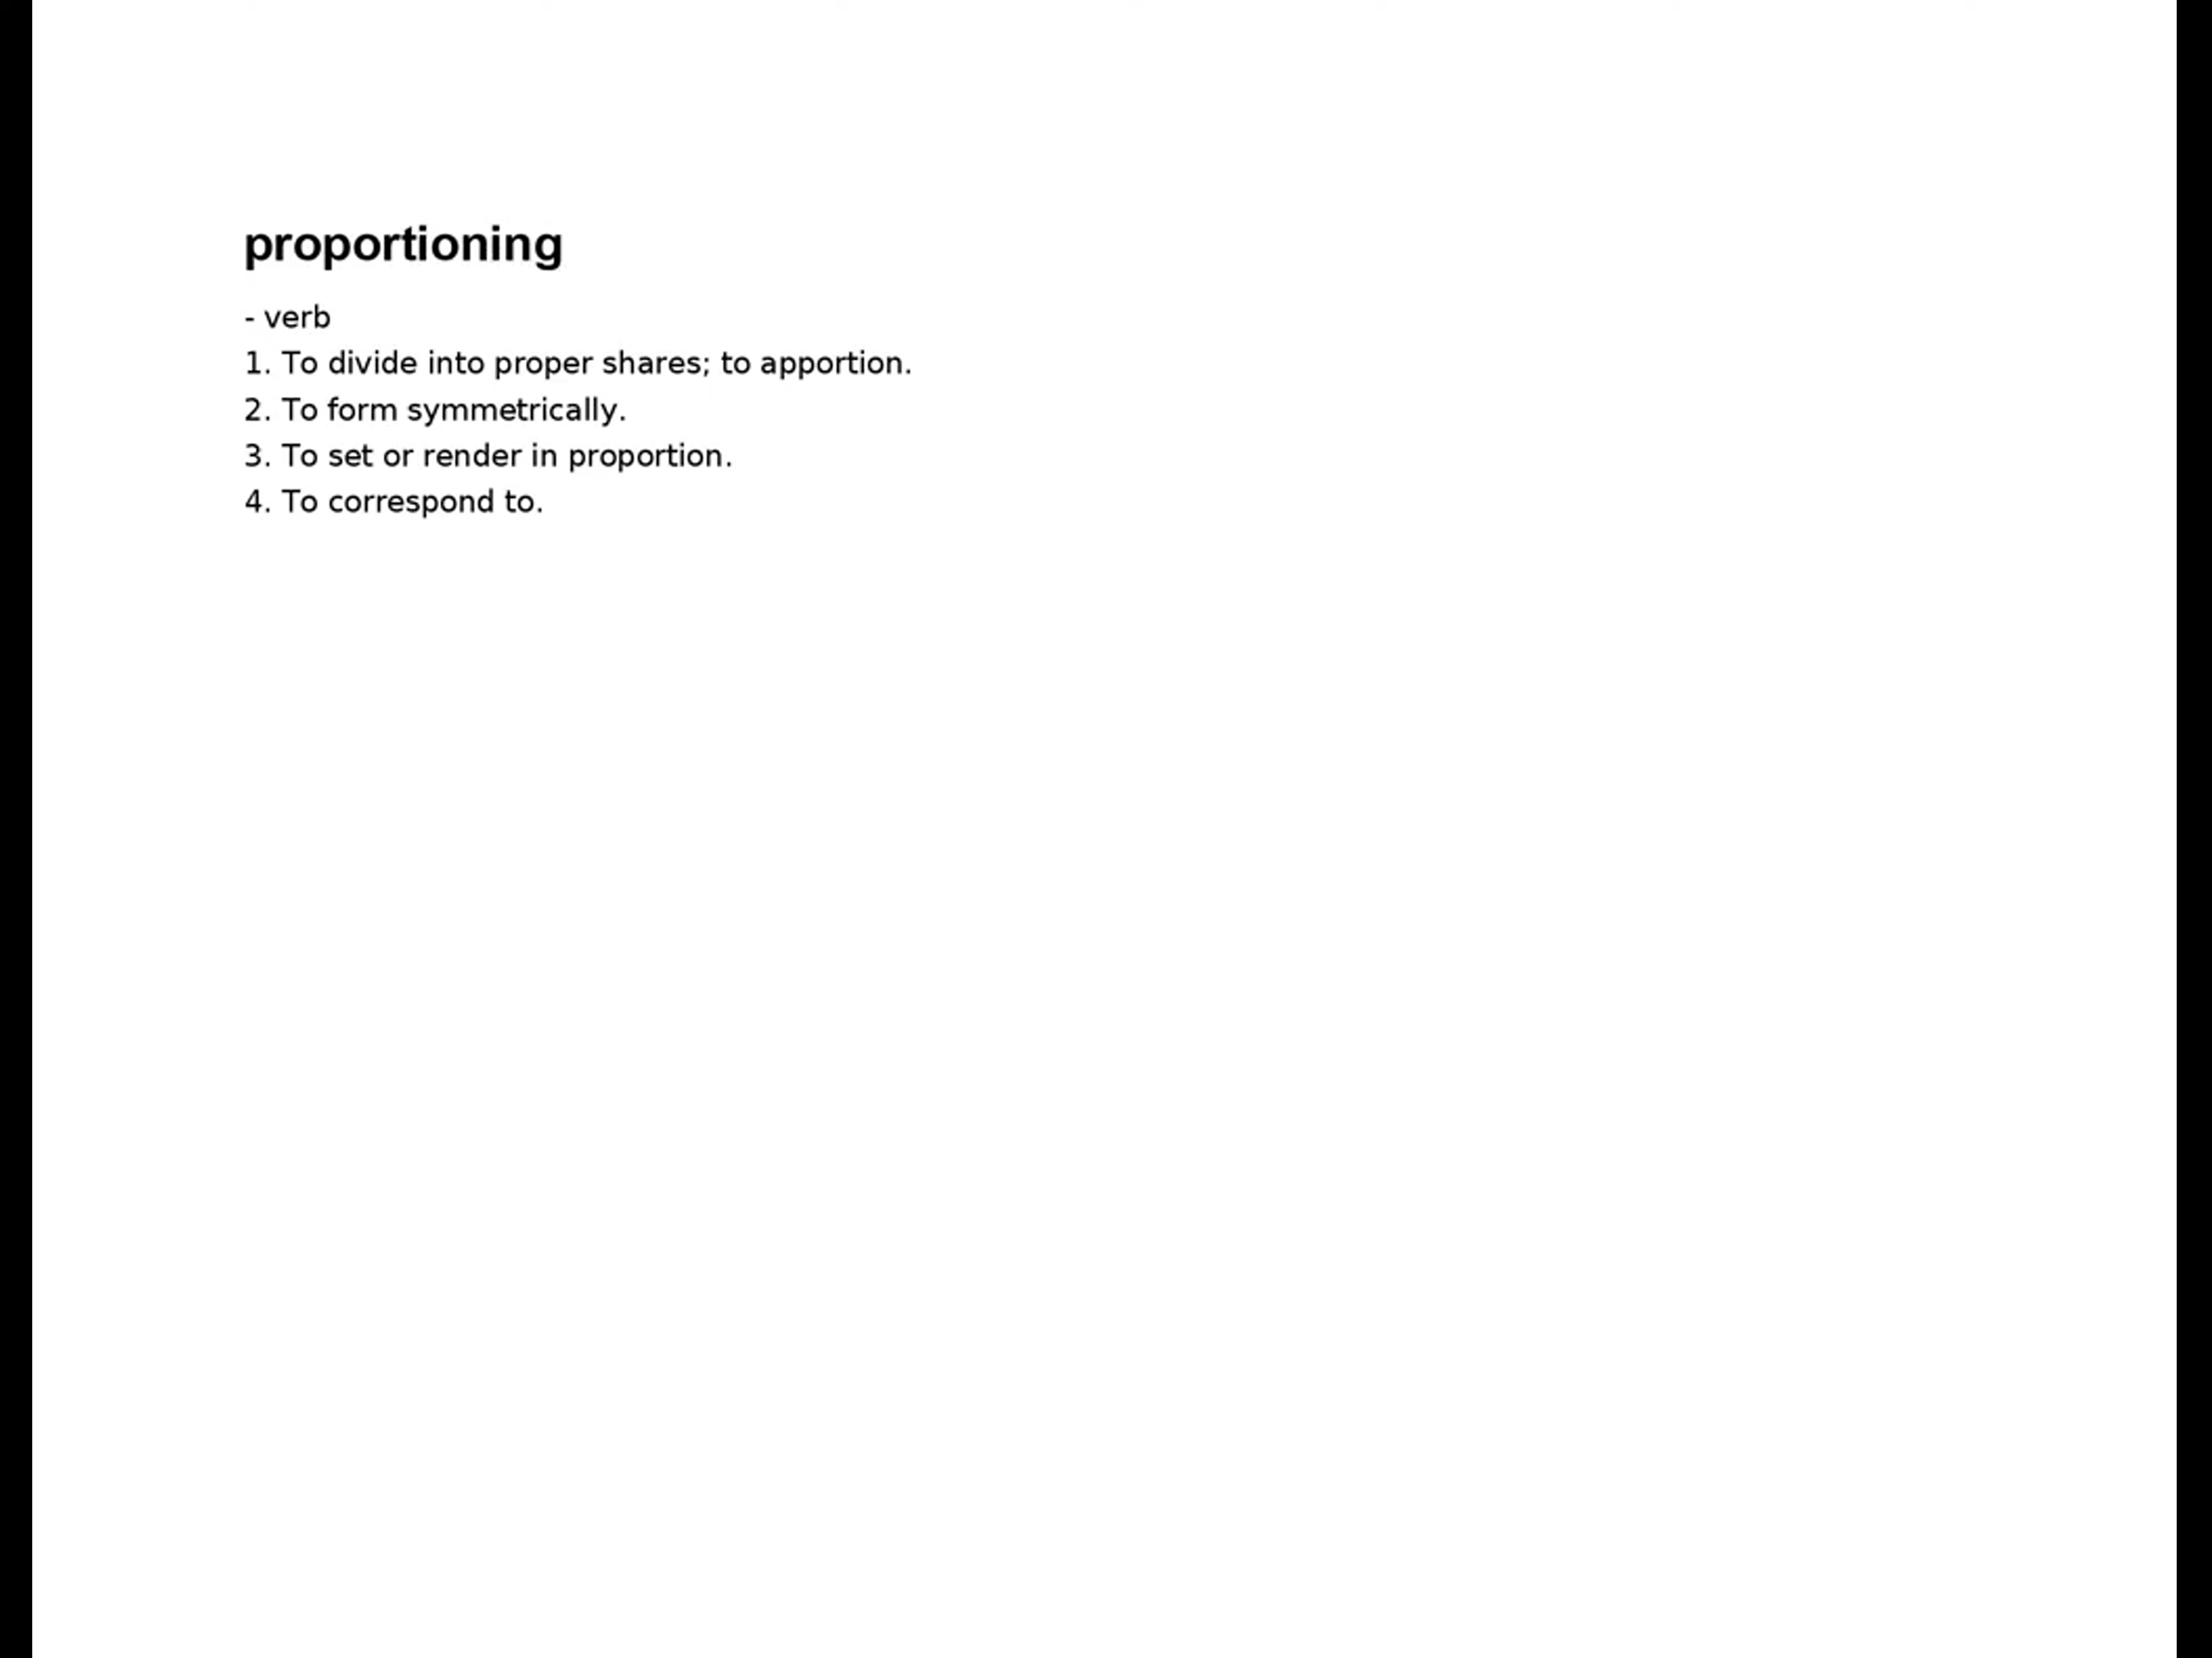 proportioning
- verb
1. To divide into proper shares; to apportion.
2. To form symmetrically.
3. To set or render in proportion.
4. To correspond to.